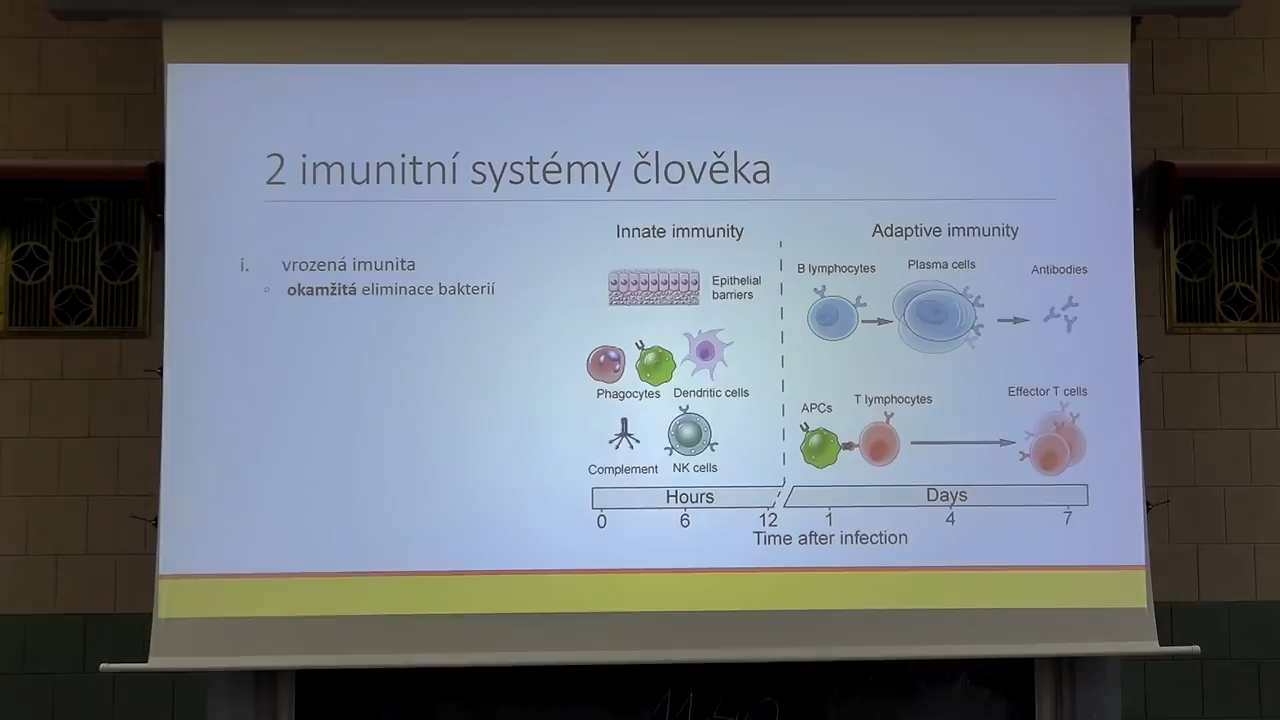 2 imunitní systémy člověka
i. vrozená imunita
◦ okamžitá eliminace bakterií
Innate immunity
Epithelial
barriers
Phagocytes
Dendritic cells
Complement
NK cells
Adaptive immunity
B lymphocytes
Plasma cells
Antibodies
APCs
T lymphocytes
Effector T cells
Hours
Days
0 6 12 1 4 7
Time after infection